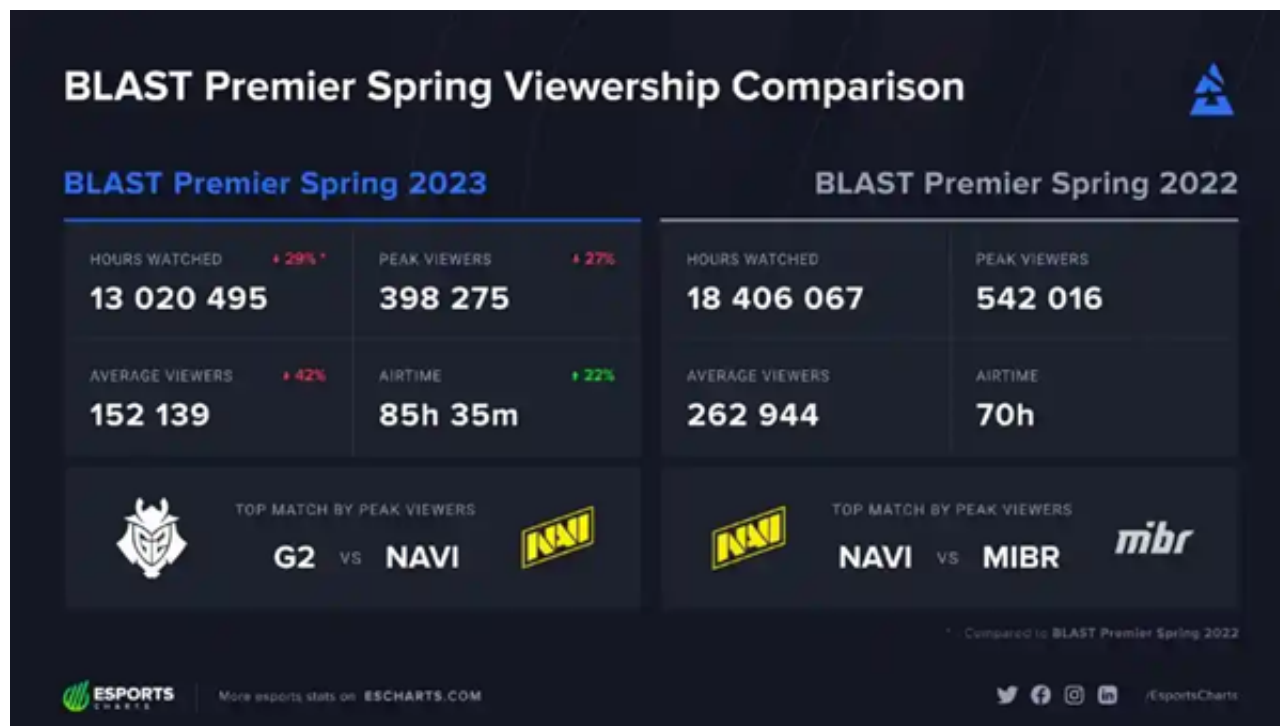 BLAST Premier Spring Viewership Comparison
BLAST Premier Spring 2023
HOURS WATCHED 29% *
13 020 495
PEAK VIEWERS 27%
398 275
AVERAGE VIEWERS 42%
152 139
AIRTIME 22%
85h 35m
TOP MATCH BY PEAK VIEWERS
G2 VS NAVI
NAVI
BLAST Premier Spring 2022
HOURS WATCHED
18 406 067
PEAK VIEWERS
542 016
AVERAGE VIEWERS
262 944
AIRTIME
70h
NAVI
TOP MATCH BY PEAK VIEWERS
NAVI VS MIBR
mibr
* - Compared to BLAST Premier Spring 2022
ESPORTS
CHARTS
More esports stats on ESCHARTS.COM
/EsportsCharts